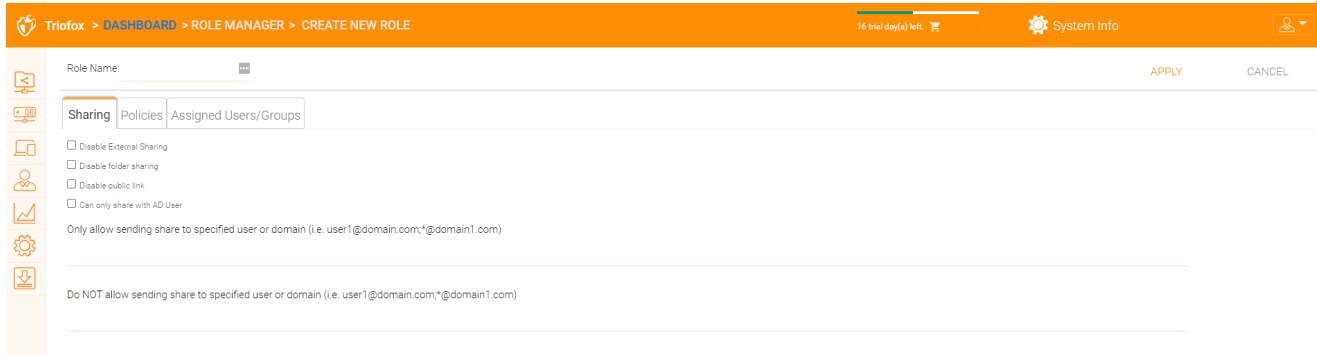 Triofox > DASHBOARD > ROLE MANAGER > CREATE NEW ROLE
16 trial day(s) left.
System Info
Role Name:
APPLY
CANCEL
Sharing Policies Assigned Users/Groups
Disable External Sharing
Disable folder sharing
Disable public link
Can only share with AD User
Only allow sending share to specified user or domain (i.e. user1@domain.com;*@domain1.com)
Do NOT allow sending share to specified user or domain (i.e. user1@domain.com;*@domain1.com)